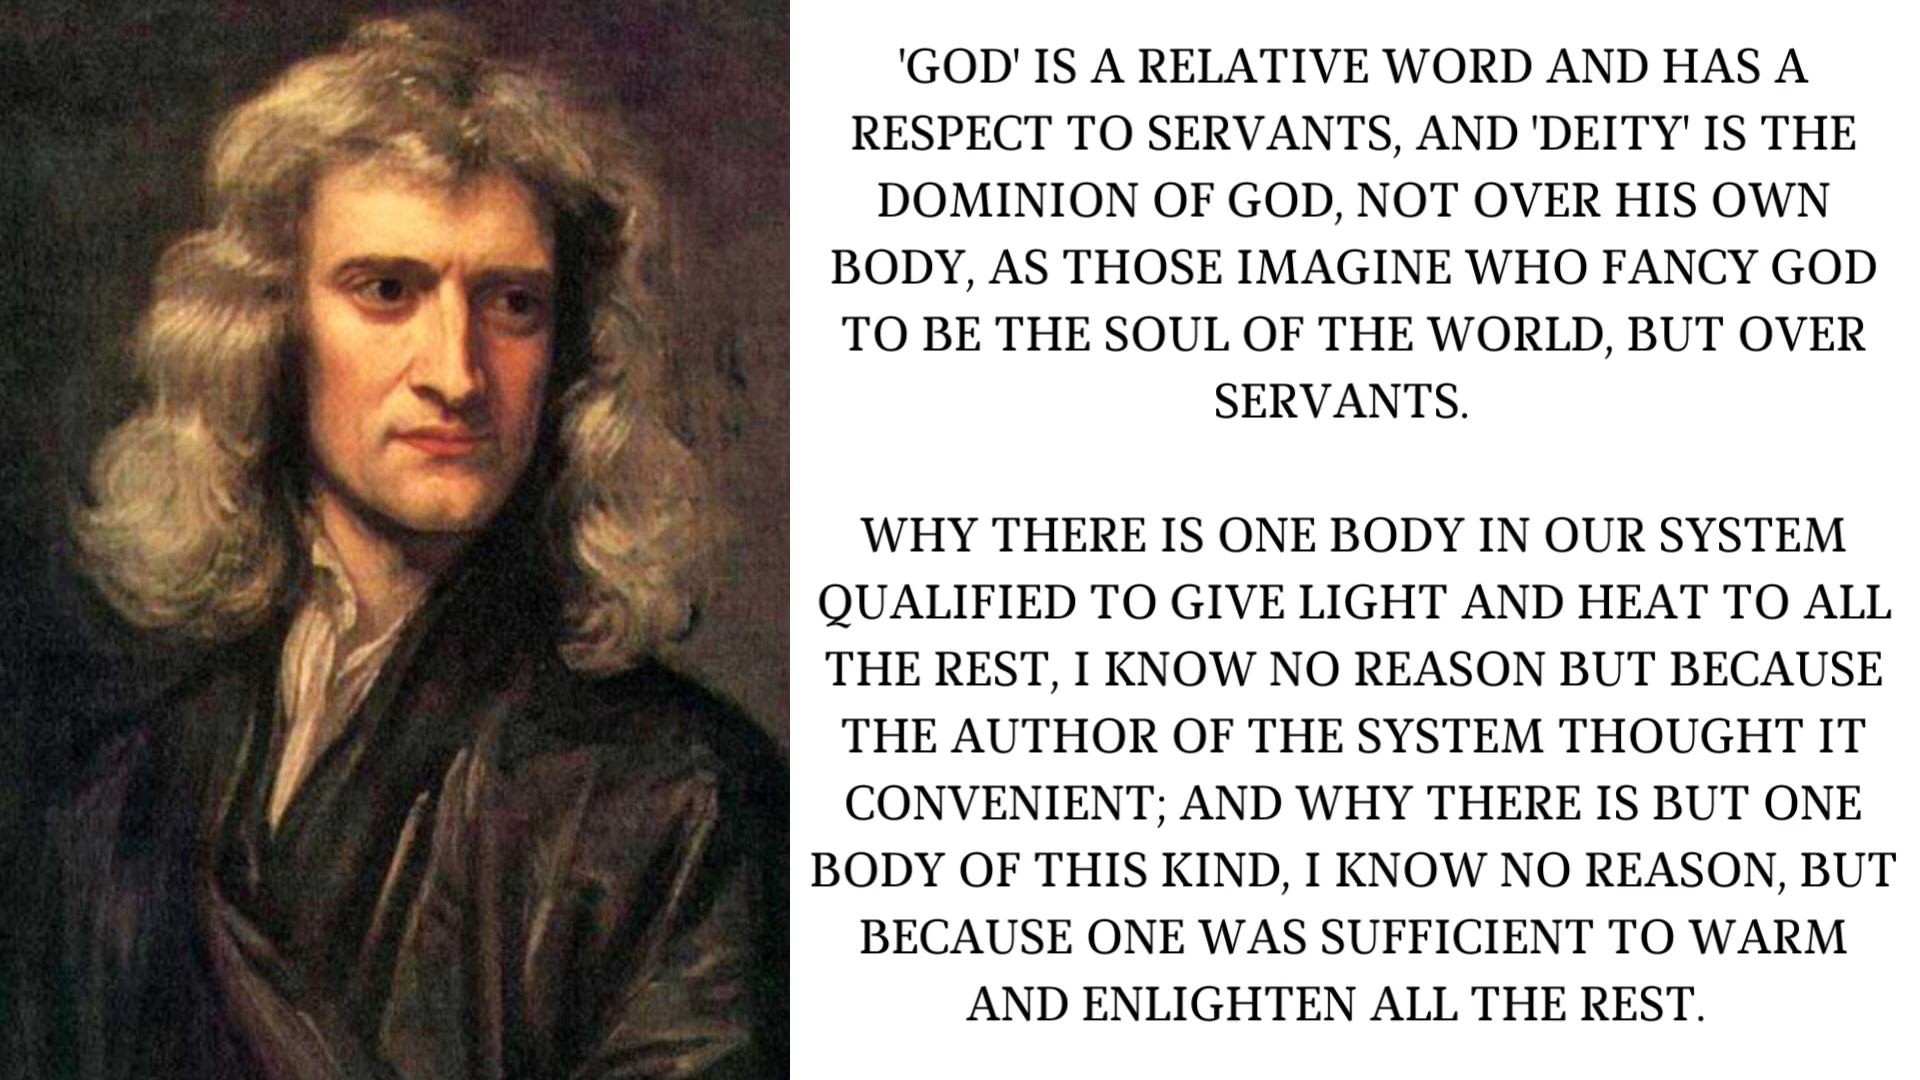 'GOD' IS A RELATIVE WORD AND HAS A
RESPECT TO SERVANTS, AND 'DEITY' IS THE
DOMINION OF GOD, NOT OVER HIS OWN
BODY, AS THOSE IMAGINE WHO FANCY GOD
TO BE THE SOUL OF THE WORLD, BUT OVER
SERVANTS.
WHY THERE IS ONE BODY IN OUR SYSTEM
QUALIFIED TO GIVE LIGHT AND HEAT TO ALL
THE REST, I KNOW NO REASON BUT BECAUSE
THE AUTHOR OF THE SYSTEM THOUGHT IT
CONVENIENT; AND WHY THERE IS BUT ONE
BODY OF THIS KIND, I KNOW NO REASON, BUT
BECAUSE ONE WAS SUFFICIENT TO WARM
AND ENLIGHTEN ALL THE REST.